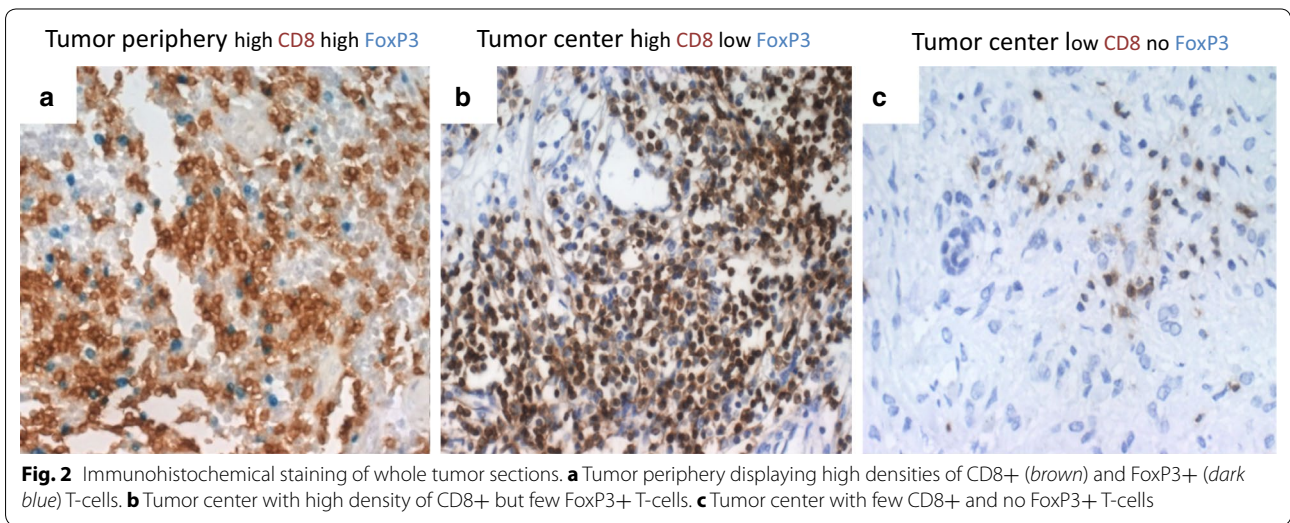 Tumor periphery high CD8 high FoxP3
Tumor center high CD8 low FoxP3
Tumor center low CD8 no FoxP3
a
b
c
Fig. 2 Immunohistochemical staining of whole tumor sections. a Tumor periphery displaying high densities of CD8+ (brown) and FoxP3+ (dark
blue) T-cells. b Tumor center with high density of CD8+ but few FoxP3+ T-cells. c Tumor center with few CD8+ and no FoxP3+ T-cells